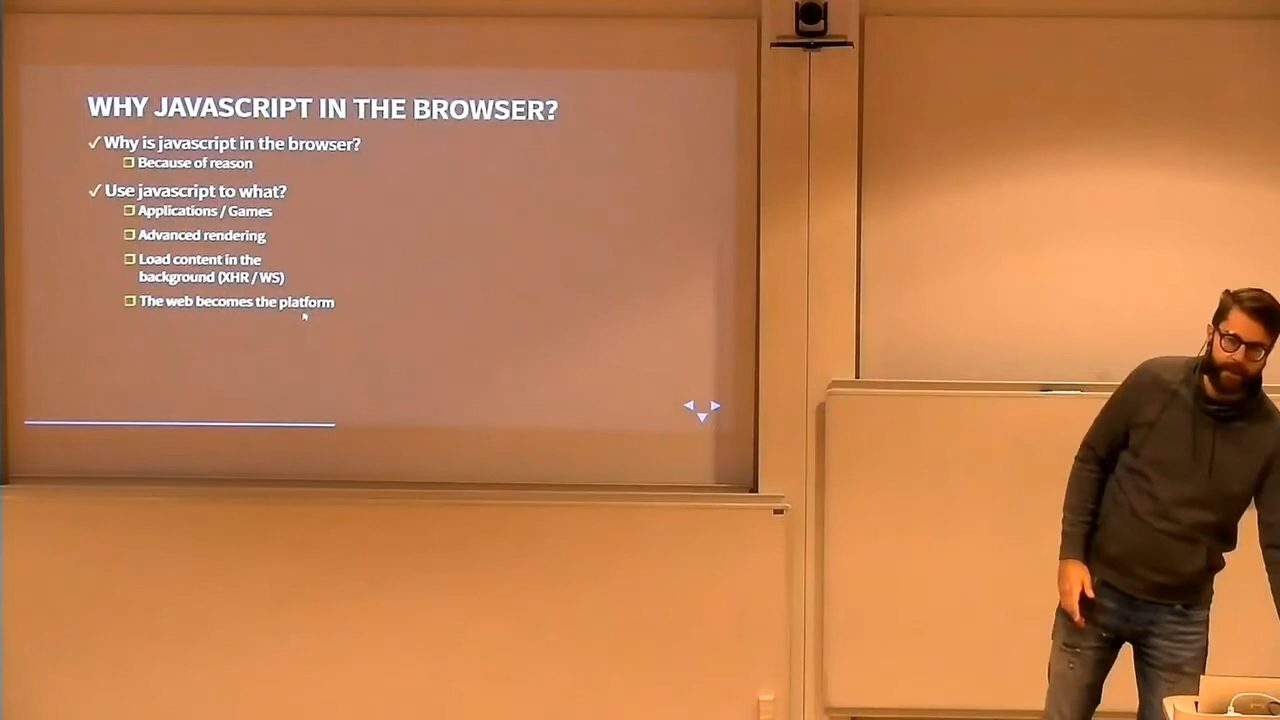 WHY JAVASCRIPT IN THE BROWSER?
✓ Why is javascript in the browser?
❒ Because of reason
✓ Use javascript to what?
❒ Applications / Games
❒ Advanced rendering
❒ Load content in the
background (XHR / WS)
❒ The web becomes the platform